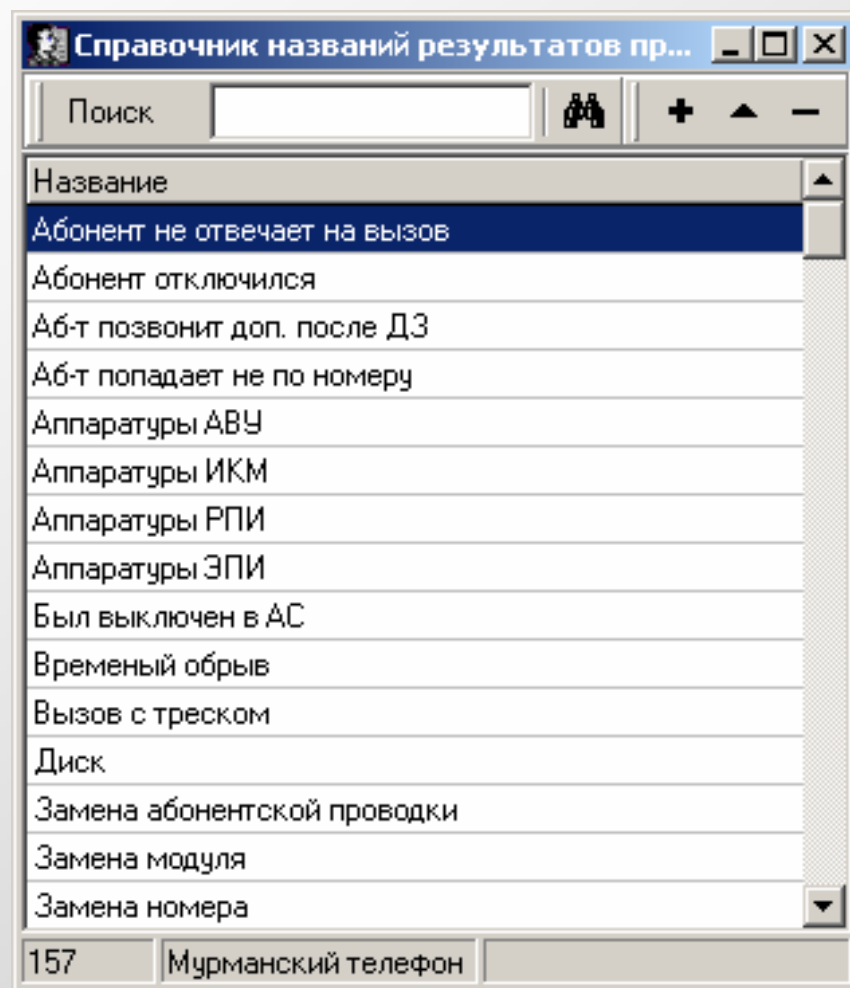 Справочник названий результатов пр...
Поиск
Название
Абонент не отвечает на вызов
Абонент отключился
Аб-т позвонит доп. после ДЗ
Аб-т попадает не по номеру
Аппаратуры АВУ
Аппаратуры ИКМ
Аппаратуры РПИ
Аппаратуры ЭПИ
Был выключен в АС
Временый обрыв
Вызов с треском
Диск
Замена абонентской проводки
Замена модуля
Замена номера
157 Мурманский телефон